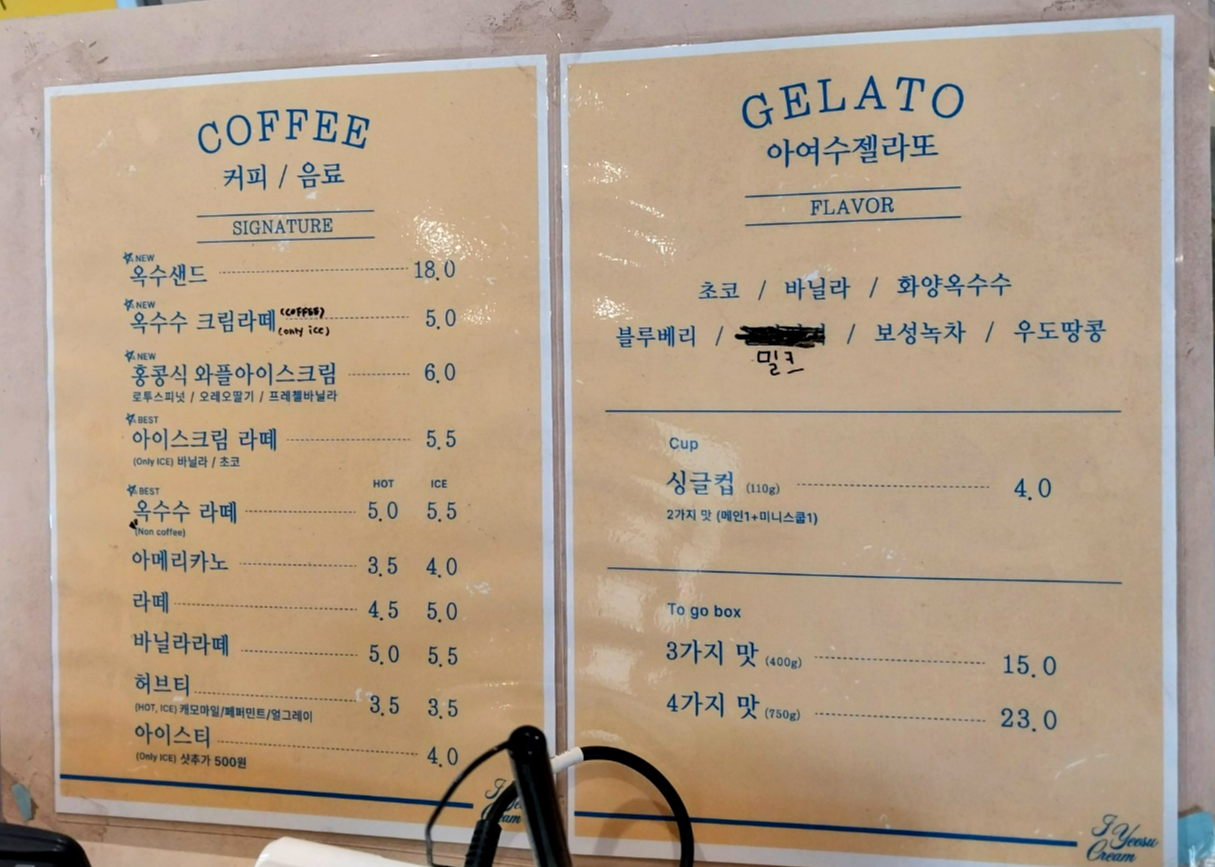 COFFEE
커피 / 음료
SIGNATURE
NEW
옥수샌드 18.0
NEW
옥수수 크림라떼 (COFFEE) (only ice) 5.0
NEW
홍콩식 와플아이스크림 6.0
로투스피넛 / 오레오딸기 / 프레첼바닐라
BEST
아이스크림 라떼 5.5
(Only ICE) 바닐라 / 초코
HOT ICE
BEST
옥수수 라떼 5.0 5.5
(Non coffee)
아메리카노 3.5 4.0
라떼 4.5 5.0
바닐라라떼 5.0 5.5
허브티 3.5 3.5
(HOT, ICE) 캐모마일/페퍼민트/얼그레이
아이스티 4.0
(Only ICE) 샷추가 500원
GELATO
아여수젤라또
FLAVOR
초코 / 바닐라 / 화양옥수수
블루베리 / 밀크 / 보성녹차 / 우도땅콩
Cup
싱글컵 (110g) 4.0
2가지 맛 (메인1+미니스쿱1)
To go box
3가지 맛 (400g) 15.0
4가지 맛 (750g) 23.0
I Yeosu
Cream